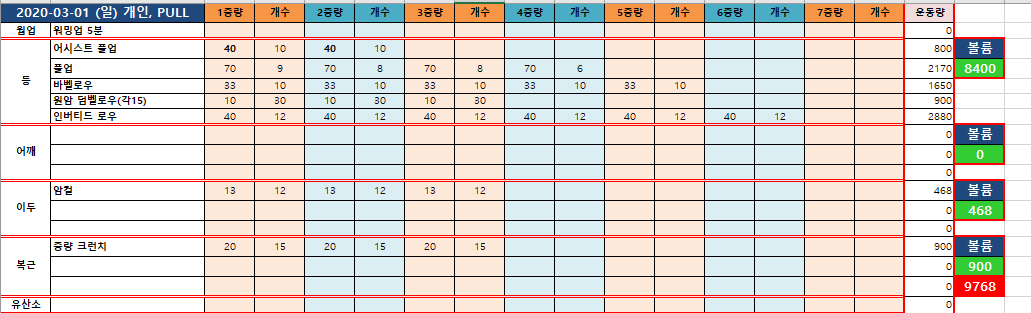 2020-03-01 (일) 개인, PULL 1중량 개수 2중량 개수 3중량 개수 4중량 개수 5중량 개수 6중량 개수 7중량 개수 운동량
웜업 워밍업 5분 0
등 어시스트 풀업 40 10 40 10 800 볼륨
풀업 70 9 70 8 70 8 70 6 2170 8400
바벨로우 33 10 33 10 33 10 33 10 33 10 1650
원암 덤벨로우(각15) 10 30 10 30 10 30 900
인버티드 로우 40 12 40 12 40 12 40 12 40 12 40 12 2880
어깨 0 볼륨
0 0
0
이두 암컬 13 12 13 12 13 12 468 볼륨
0 468
0
복근 중량 크런치 20 15 20 15 20 15 900 볼륨
0 900
0 9768
유산소 0